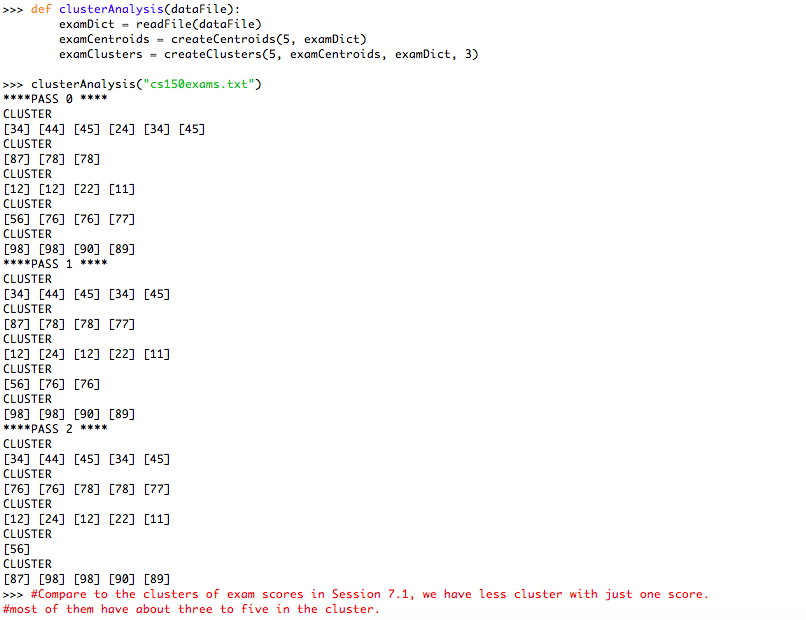 >>> def clusterAnalysis(dataFile):
        examDict = readFile(dataFile)
        examCentroids = createCentroids(5, examDict)
        examClusters = createClusters(5, examCentroids, examDict, 3)

>>> clusterAnalysis("cs150exams.txt")
****PASS 0 ****
CLUSTER
[34] [44] [45] [24] [34] [45]
CLUSTER
[87] [78] [78]
CLUSTER
[12] [12] [22] [11]
CLUSTER
[56] [76] [76] [77]
CLUSTER
[98] [98] [90] [89]
****PASS 1 ****
CLUSTER
[34] [44] [45] [34] [45]
CLUSTER
[87] [78] [78] [77]
CLUSTER
[12] [24] [12] [22] [11]
CLUSTER
[56] [76] [76]
CLUSTER
[98] [98] [90] [89]
****PASS 2 ****
CLUSTER
[34] [44] [45] [34] [45]
CLUSTER
[76] [76] [78] [78] [77]
CLUSTER
[12] [24] [12] [22] [11]
CLUSTER
[56]
CLUSTER
[87] [98] [98] [90] [89]
>>> #Compare to the clusters of exam scores in Session 7.1, we have less cluster with just one score.
#most of them have about three to five in the cluster.